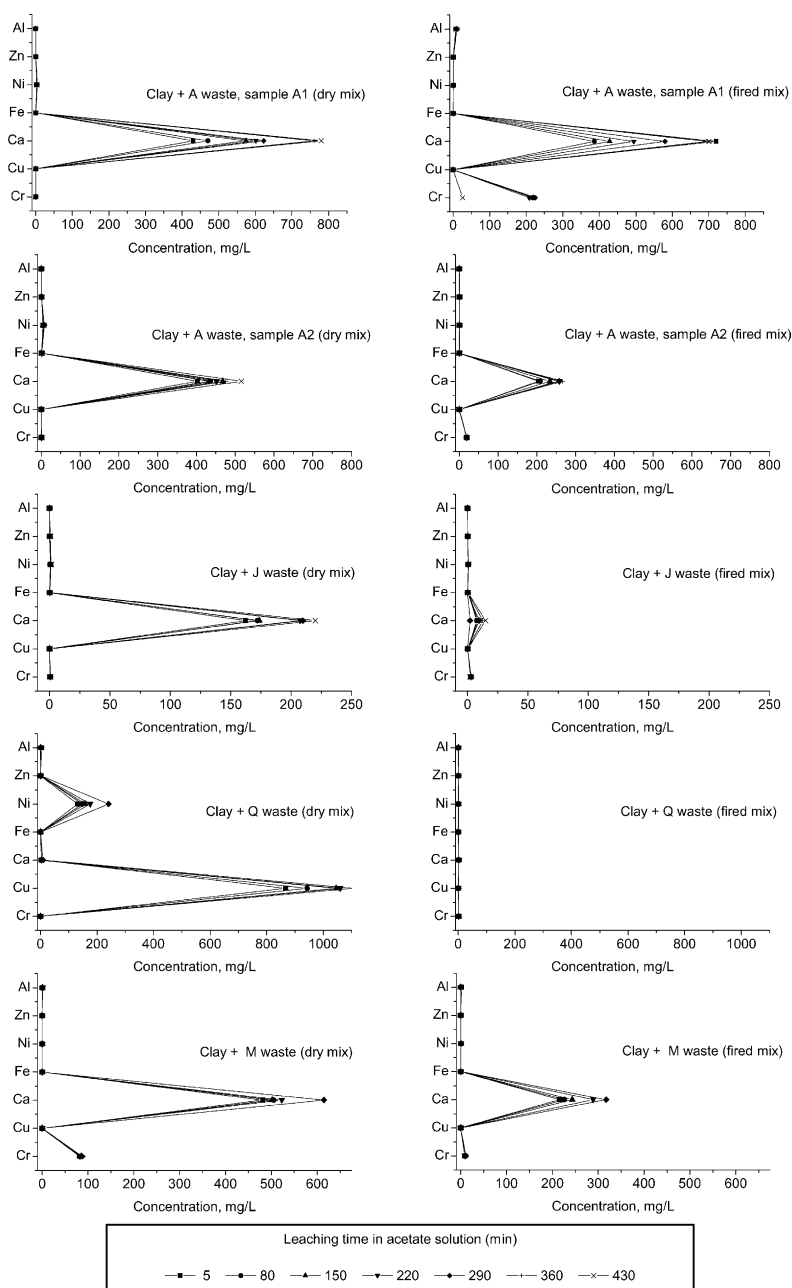 Al
Zn
Ni
Fe
Ca
Cu
Cr
Clay + A waste, sample A1 (dry mix)
0 100 200 300 400 500 600 700 800
Concentration, mg/L
Al
Zn
Ni
Fe
Ca
Cu
Cr
Clay + A waste, sample A1 (fired mix)
0 100 200 300 400 500 600 700 800
Concentration, mg/L
Al
Zn
Ni
Fe
Ca
Cu
Cr
Clay + A waste, sample A2 (dry mix)
0 100 200 300 400 500 600 700 800
Concentration, mg/L
Al
Zn
Ni
Fe
Ca
Cu
Cr
Clay + A waste, sample A2 (fired mix)
0 100 200 300 400 500 600 700 800
Concentration, mg/L
Al
Zn
Ni
Fe
Ca
Cu
Cr
Clay + J waste (dry mix)
0 50 100 150 200 250
Concentration, mg/L
Al
Zn
Ni
Fe
Ca
Cu
Cr
Clay + J waste (fired mix)
0 50 100 150 200 250
Concentration, mg/L
Al
Zn
Ni
Fe
Ca
Cu
Cr
Clay + Q waste (dry mix)
0 200 400 600 800 1000
Concentration, mg/L
Al
Zn
Ni
Fe
Ca
Cu
Cr
Clay + Q waste (fired mix)
0 200 400 600 800 1000
Concentration, mg/L
Al
Zn
Ni
Fe
Ca
Cu
Cr
Clay + M waste (dry mix)
0 100 200 300 400 500 600
Concentration, mg/L
Al
Zn
Ni
Fe
Ca
Cu
Cr
Clay + M waste (fired mix)
0 100 200 300 400 500 600
Concentration, mg/L
Leaching time in acetate solution (min)
5 80 150 220 290 360 430